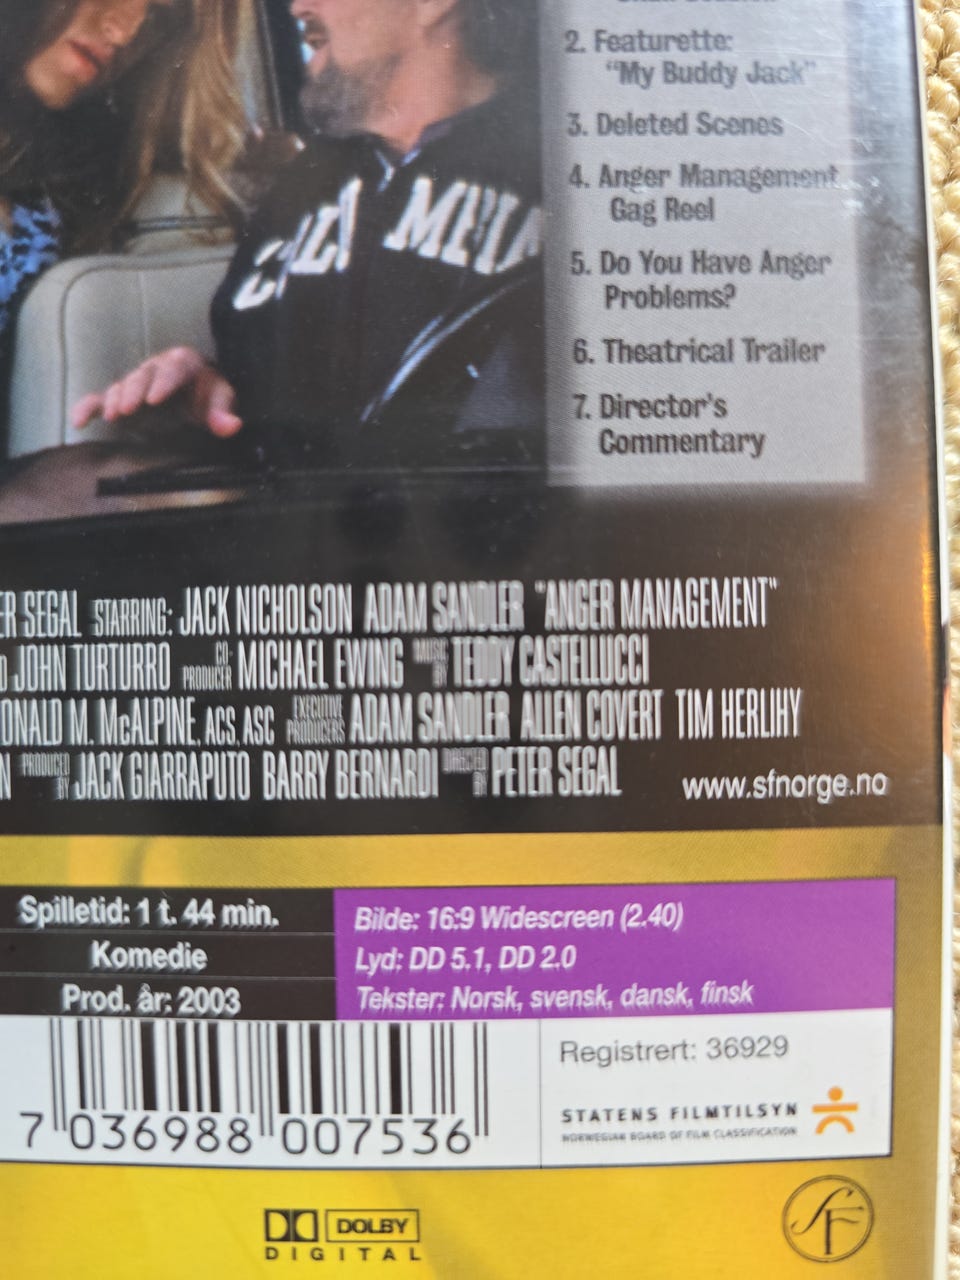 2. Featurette:
"My Buddy Jack"
3. Deleted Scenes
4. Anger Management
Gag Reel
5. Do You Have Anger
Problems?
6. Theatrical Trailer
7. Director's
Commentary
ER SEGAL STARRING: JACK NICHOLSON ADAM SANDLER "ANGER MANAGEMENT"
JOHN TURTURRO CO-PRODUCER MICHAEL EWING MUSIC BY TEDDY CASTELLUCCI
ONALD M. McALPINE, ACS, ASC EXECUTIVE PRODUCERS ADAM SANDLER ALLEN COVERT TIM HERLIHY
N PRODUCED BY JACK GIARRAPUTO BARRY BERNARDI DIRECTED BY PETER SEGAL
www.sfnorge.no
Spilletid: 1 t. 44 min.
Komedie
Prod. år: 2003
Bilde: 16:9 Widescreen (2.40)
Lyd: DD 5.1, DD 2.0
Tekster: Norsk, svensk, dansk, finsk
7 036988 007536
Registrert: 36929
STATENS FILMTILSYN
NORWEGIAN BOARD OF FILM CLASSIFICATION
DOLBY
DIGITAL
SF